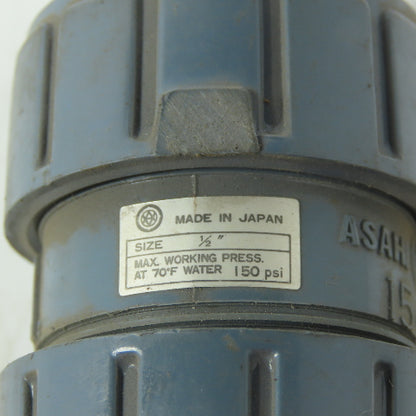 MADE IN JAPAN
SIZE ½"
MAX. WORKING PRESS.
AT 70°F WATER 150 psi
ASAH
15